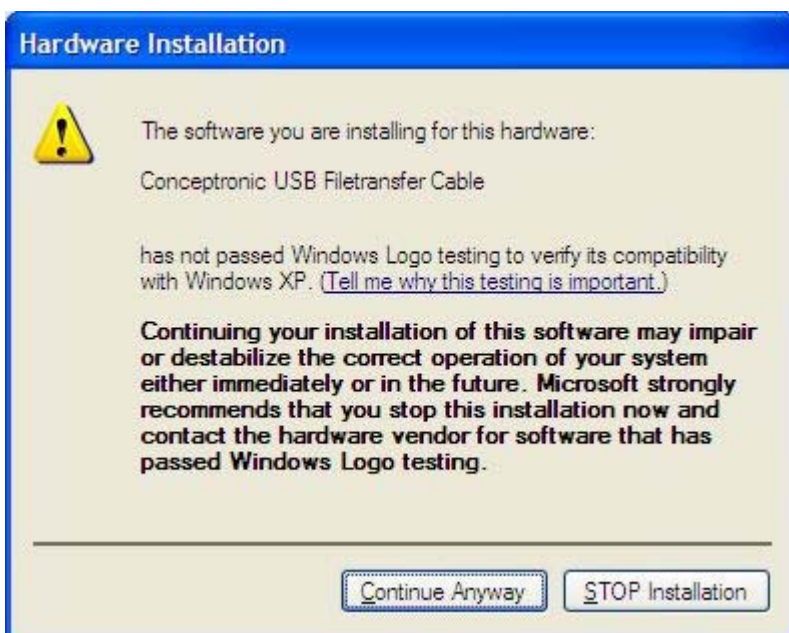 Hardware Installation
The software you are installing for this hardware:
Conceptronic USB Filetransfer Cable
has not passed Windows Logo testing to verify its compatibility
with Windows XP. (Tell me why this testing is important.)
Continuing your installation of this software may impair
or destabilize the correct operation of your system
either immediately or in the future. Microsoft strongly
recommends that you stop this installation now and
contact the hardware vendor for software that has
passed Windows Logo testing.
Continue Anyway
STOP Installation